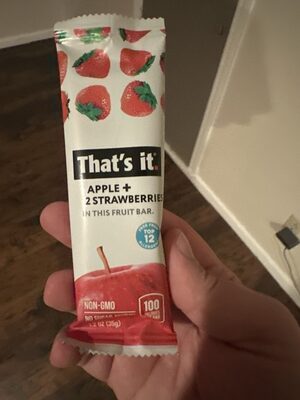 That's it.
APPLE +
2 STRAWBERRIES
IN THIS FRUIT BAR.
TOP
12
NON-GMO
100